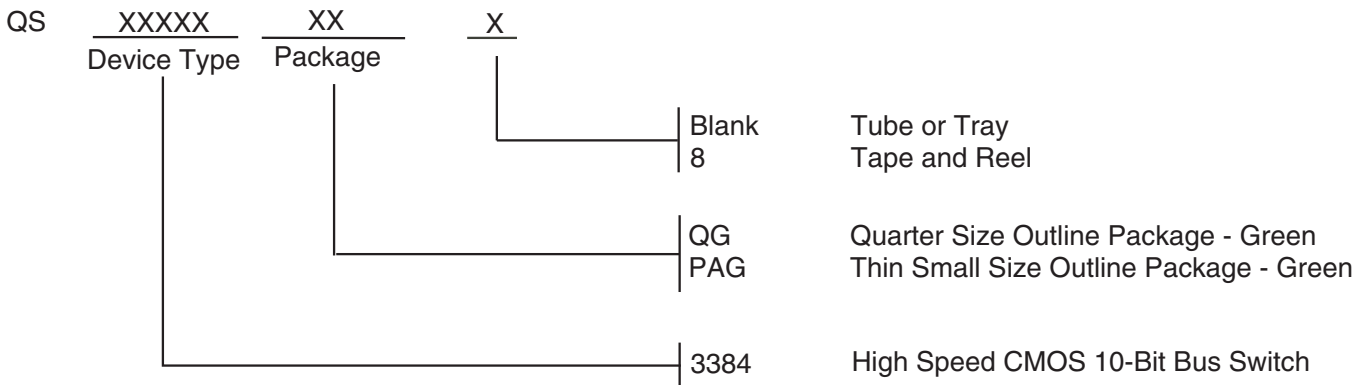 QS XXXXX XX X
Device Type Package
Blank Tube or Tray
8 Tape and Reel
QG Quarter Size Outline Package - Green
PAG Thin Small Size Outline Package - Green
3384 High Speed CMOS 10-Bit Bus Switch